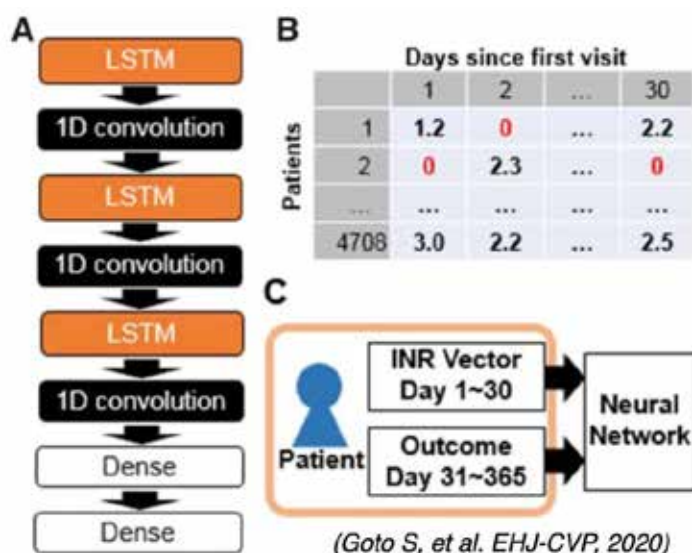 A
LSTM
1D convolution
LSTM
1D convolution
LSTM
1D convolution
Dense
Dense
B
Days since first visit
Patients
1 2 ... 30
1 1.2 0 ... 2.2
2 0 2.3 ... 0
... ... ... ... ...
4708 3.0 2.2 ... 2.5
C
Patient
INR Vector
Day 1~30
Outcome
Day 31~365
Neural
Network
(Goto S, et al. EHJ-CVP, 2020)